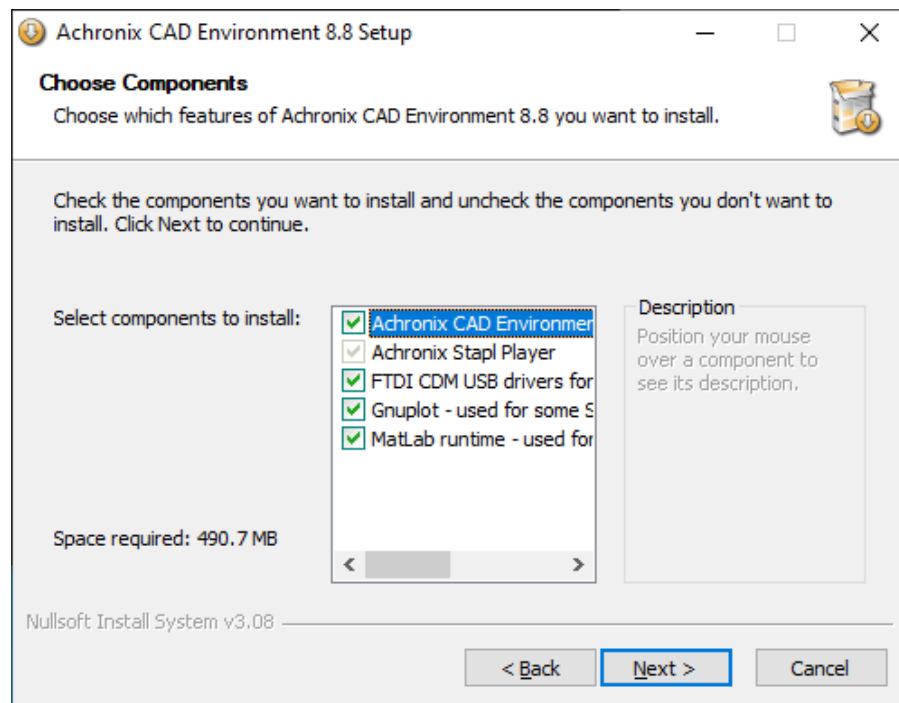 Achronix CAD Environment 8.8 Setup
Choose Components
Choose which features of Achronix CAD Environment 8.8 you want to install.
Check the components you want to install and uncheck the components you don't want to
install. Click Next to continue.
Select components to install:
Achronix CAD Environmer
Achronix Stapl Player
FTDI CDM USB drivers for
Gnuplot - used for some S
MatLab runtime - used for
Description
Position your mouse
over a component to
see its description.
Space required: 490.7 MB
Nullsoft Install System v3.08
< Back
Next >
Cancel